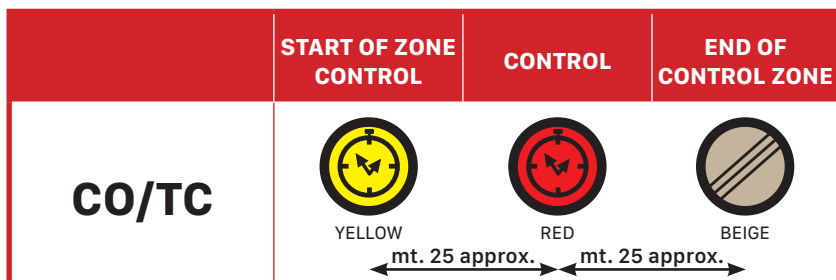 START OF ZONE
CONTROL
CONTROL
END OF
CONTROL ZONE
CO/TC
YELLOW
RED
BEIGE
mt. 25 approx.
mt. 25 approx.